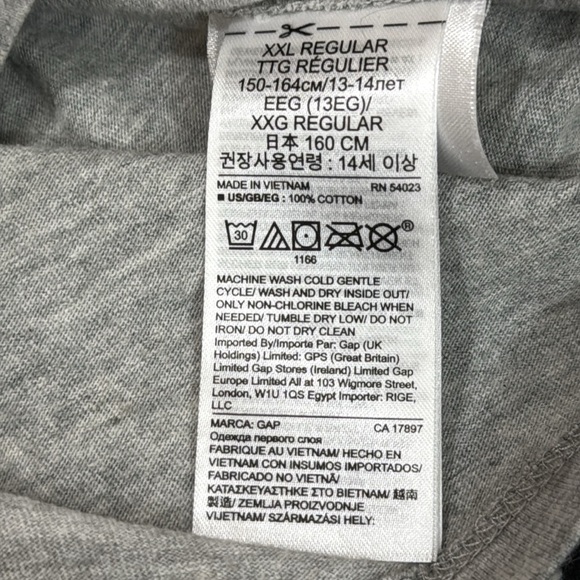 XXL REGULAR
TTG RÉGULIER
150-164см/13-14лет
EEG (13EG)/
XXG REGULAR
日本 160 CM
권장사용연령 : 14세 이상
MADE IN VIETNAM RN 54023
■ US/GB/EG : 100% COTTON
30
®
1166
MACHINE WASH COLD GENTLE
CYCLE/ WASH AND DRY INSIDE OUT/
ONLY NON-CHLORINE BLEACH WHEN
NEEDED/ TUMBLE DRY LOW/ DO NOT
IRON/ DO NOT DRY CLEAN
Imported By/Importe Par: Gap (UK
Holdings) Limited: GPS (Great Britain)
Limited Gap Stores (Ireland) Limited Gap
Europe Limited All at 103 Wigmore Street,
London, W1U 1QS Egypt Importer: RIGE,
LLC
MARCA: GAP CA 17897
Одежда первого слоя
FABRIQUE AU VIETNAM/ HECHO EN
VIETNAM CON INSUMOS IMPORTADOS/
FABRICADO NO VIETNÃ/
ΚΑΤΑΣΚΕΥΑΣΤΗΚΕ ΣΤΟ ΒΙΕΤΝΑΜ/ 越南
製造/ ZEMLJA PROIZVODNJE
VIJETNAM/ SZÁRMAZÁSI HELY: